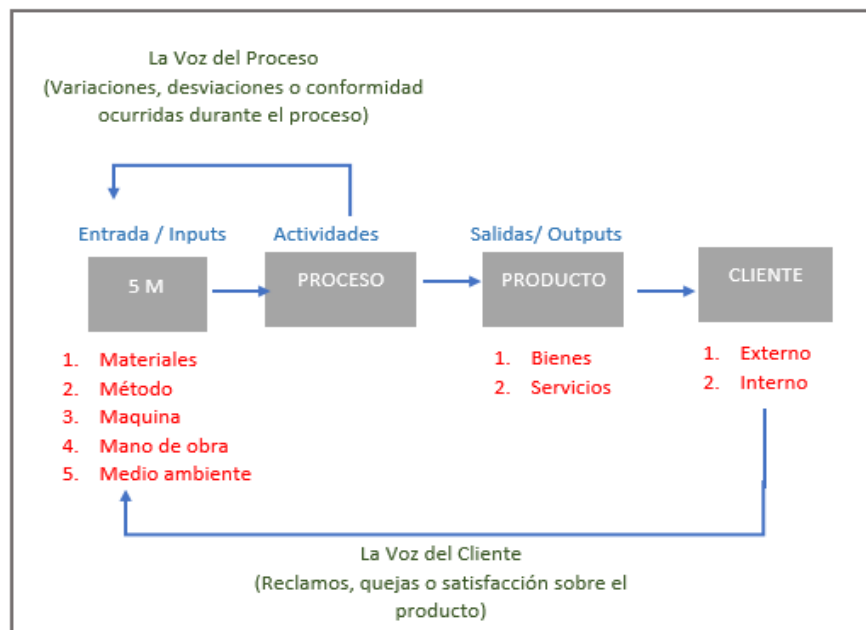 La Voz del Proceso
(Variaciones, desviaciones o conformidad
ocurridas durante el proceso)
Entrada / Inputs
Actividades
Salidas/ Outputs
5 M
PROCESO
PRODUCTO
CLIENTE
1. Materiales
2. Método
3. Maquina
4. Mano de obra
5. Medio ambiente
1. Bienes
2. Servicios
1. Externo
2. Interno
La Voz del Cliente
(Reclamos, quejas o satisfacción sobre el
producto)